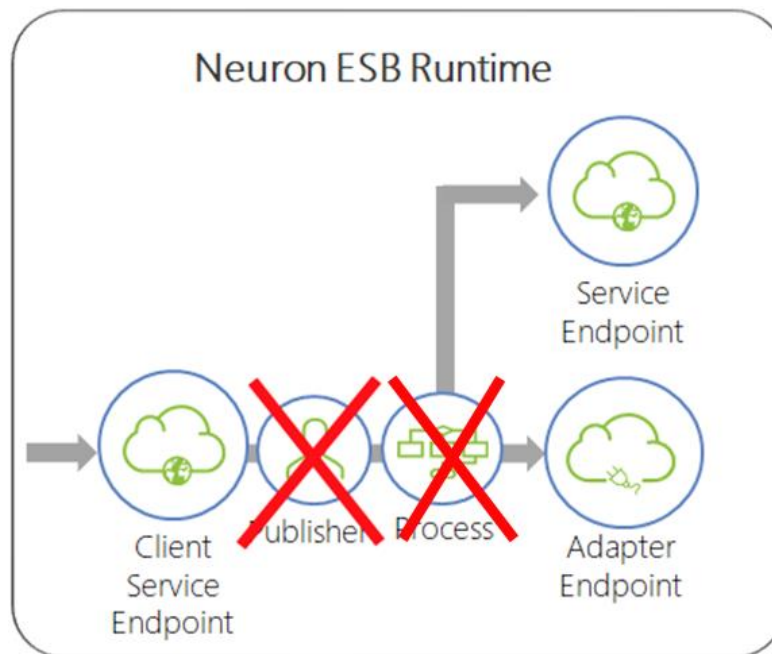 Neuron ESB Runtime
Service
Endpoint
Publisher
Process
Client
Service
Endpoint
Adapter
Endpoint